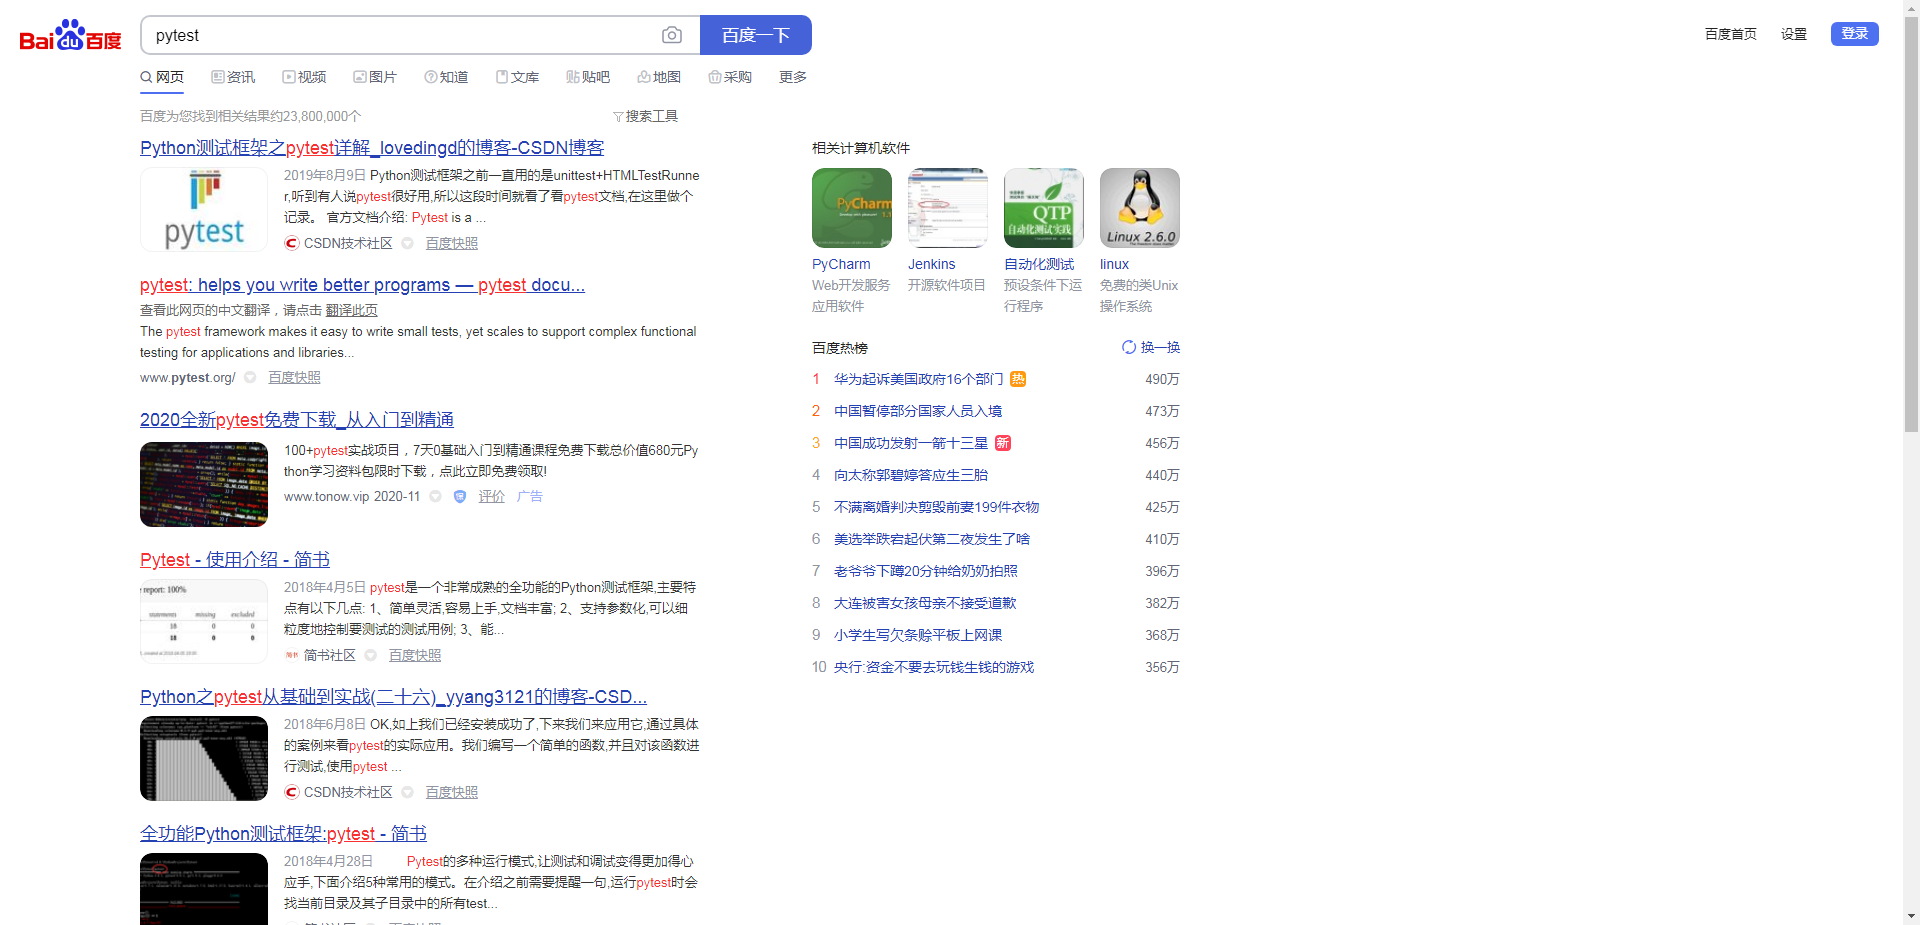 Bai du 百度
pytest
百度一下
百度首页 设置 登录
网页 资讯 视频 图片 知道 文库 贴吧 地图 采购 更多
百度为您找到相关结果约23,800,000个
搜索工具
Python测试框架之pytest详解_lovedingd的博客-CSDN博客
pytest
2019年8月9日 Python测试框架之前一直用的是unittest+HTMLTestRunne
r,听到有人说pytest很好用,所以这段时间就看了看pytest文档,在这里做个
记录。 官方文档介绍: Pytest is a ...
CSDN技术社区 百度快照
pytest: helps you write better programs — pytest docu...
查看此网页的中文翻译，请点击 翻译此页
The pytest framework makes it easy to write small tests, yet scales to support complex functional
testing for applications and libraries...
www.pytest.org/ 百度快照
2020全新pytest免费下载_从入门到精通
100+pytest实战项目，7天0基础入门到精通课程免费下载总价值680元Py
thon学习资料包限时下载，点此立即免费领取!
www.tonow.vip 2020-11 评价 广告
Pytest - 使用介绍 - 简书
report: 100%
statements missing excluded
18 0 0
18 0 0
2018年4月5日 pytest是一个非常成熟的全功能的Python测试框架,主要特
点有以下几点: 1、简单灵活,容易上手,文档丰富; 2、支持参数化,可以细
粒度地控制要测试的测试用例; 3、能...
简书社区 百度快照
Python之pytest从基础到实战(二十六)_yyang3121的博客-CSD...
2018年6月8日 OK,如上我们已经安装成功了,下来我们来应用它,通过具体
的案例来看pytest的实际应用。我们编写一个简单的函数,并且对该函数进
行测试,使用pytest ...
CSDN技术社区 百度快照
全功能Python测试框架:pytest - 简书
2018年4月28日 Pytest的多种运行模式,让测试和调试变得更加得心
应手,下面介绍5种常用的模式。在介绍之前需要提醒一句,运行pytest时会
找当前目录及其子目录中的所有test...
相关计算机软件
PyCharm
QTP
自动化测试实践
Linux 2.6.0
PyCharm Jenkins 自动化测试 linux
Web开发服务 开源软件项目 预设条件下运 免费的类Unix
应用软件 行程序 操作系统
百度热榜 换一换
1 华为起诉美国政府16个部门 热 490万
2 中国暂停部分国家人员入境 473万
3 中国成功发射一箭十三星 新 456万
4 向太称郭碧婷答应生三胎 440万
5 不满离婚判决剪毁前妻199件衣物 425万
6 美选举跌宕起伏第二夜发生了啥 410万
7 老爷爷下蹲20分钟给奶奶拍照 396万
8 大连被害女孩母亲不接受道歉 382万
9 小学生写欠条赊平板上网课 368万
10 央行:资金不要去玩钱生钱的游戏 356万